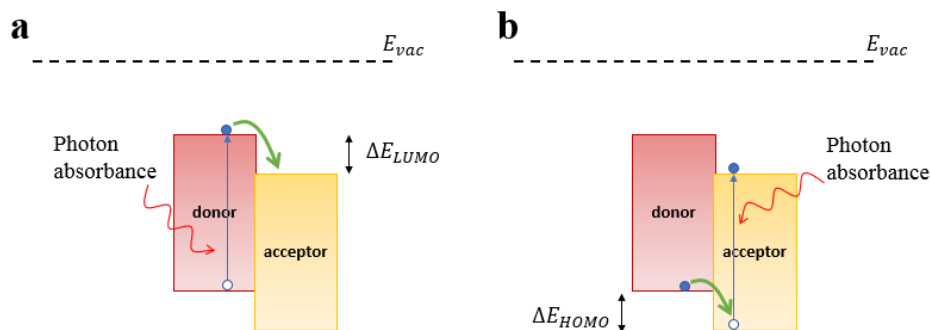 a
E_vac
Photon
absorbance
ΔE_LUMO
donor
acceptor
b
E_vac
Photon
absorbance
donor
acceptor
ΔE_HOMO